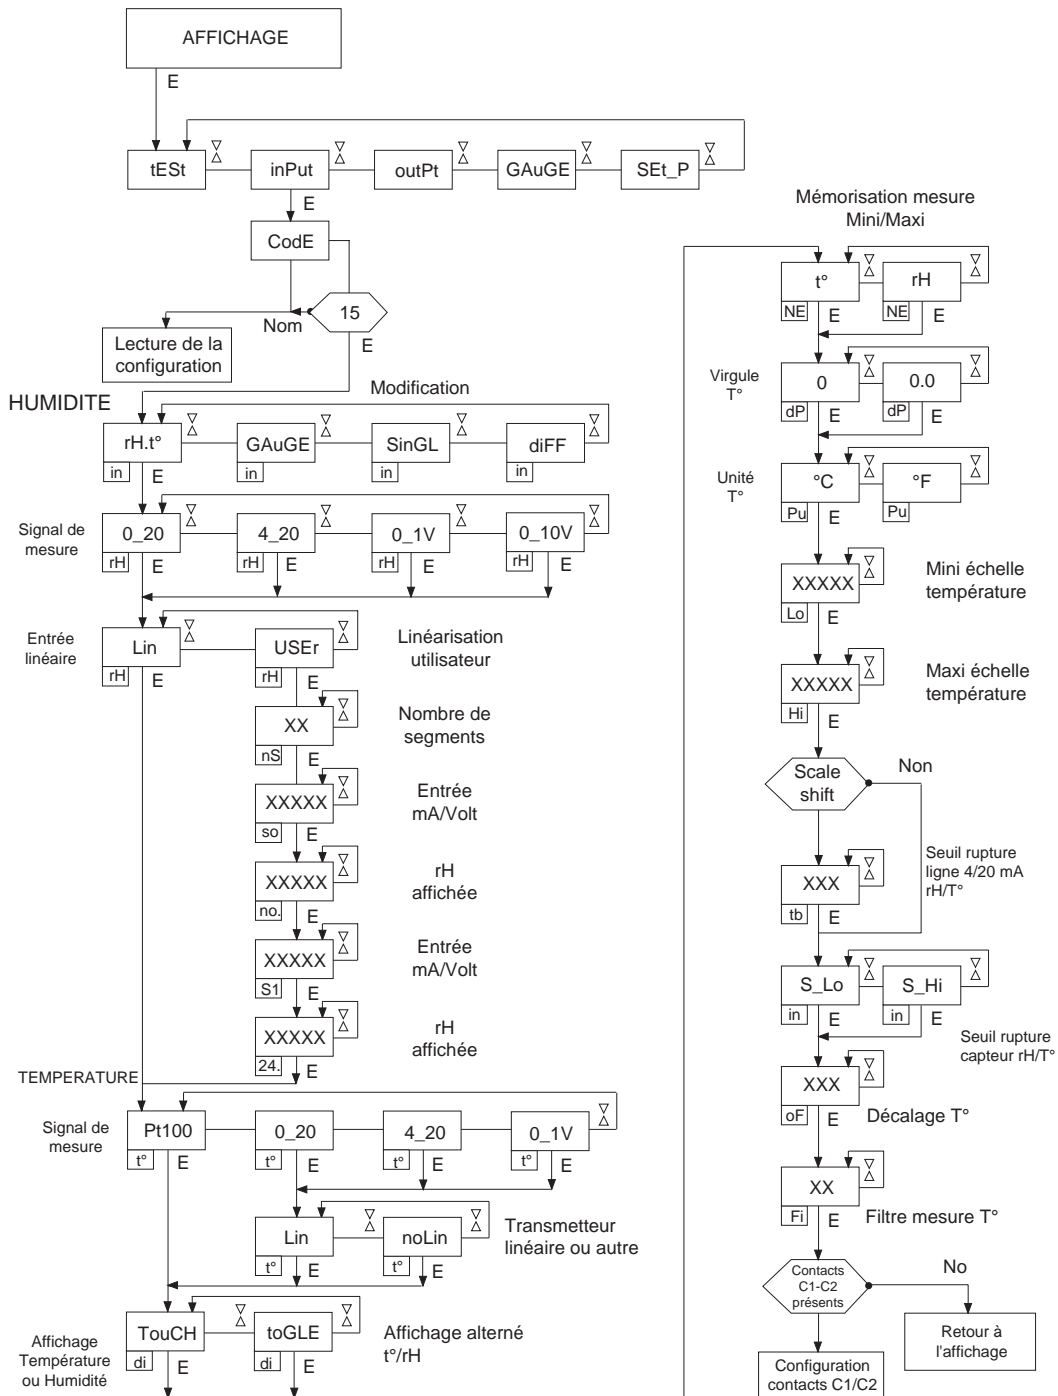 AFFICHAGE
E
tESt
inPut
outPt
GAuGE
SEt_P
E
CodE
15
Nom
E
Lecture de la
configuration
HUMIDITE
Modification
rH.t°
GAuGE
SinGL
diFF
in
E
in
in
in
Signal de
mesure
0_20
4_20
0_1V
0_10V
rH
E
rH
E
rH
E
rH
E
Entrée
linéaire
Lin
USEr
Linéarisation
utilisateur
rH
E
rH
E
XX
Nombre de
segments
nS
E
XXXXX
Entrée
mA/Volt
so
E
XXXXX
rH
affichée
no.
E
XXXXX
Entrée
mA/Volt
S1
E
XXXXX
rH
affichée
24.
E
TEMPERATURE
Signal de
mesure
Pt100
0_20
4_20
0_1V
t°
E
t°
E
t°
E
t°
E
Lin
noLin
Transmetteur
linéaire ou autre
t°
E
t°
E
Affichage
Température
ou Humidité
TouCH
toGLE
Affichage alterné
t°/rH
di
E
di
E
Mémorisation mesure
Mini/Maxi
t°
rH
NE
E
NE
E
Virgule
T°
0
0.0
dP
E
dP
E
Unité
T°
°C
°F
Pu
E
Pu
XXXXX
Mini échelle
température
Lo
E
XXXXX
Maxi échelle
température
Hi
E
Scale
shift
Non
XXX
Seuil rupture
ligne 4/20 mA
rH/T°
tb
E
S_Lo
S_Hi
in
E
in
E
Seuil rupture
capteur rH/T°
XXX
oF
E
Décalage T°
XX
Fi
E
Filtre mesure T°
Contacts
C1-C2
présents
No
Retour à
l'affichage
Configuration
contacts C1/C2